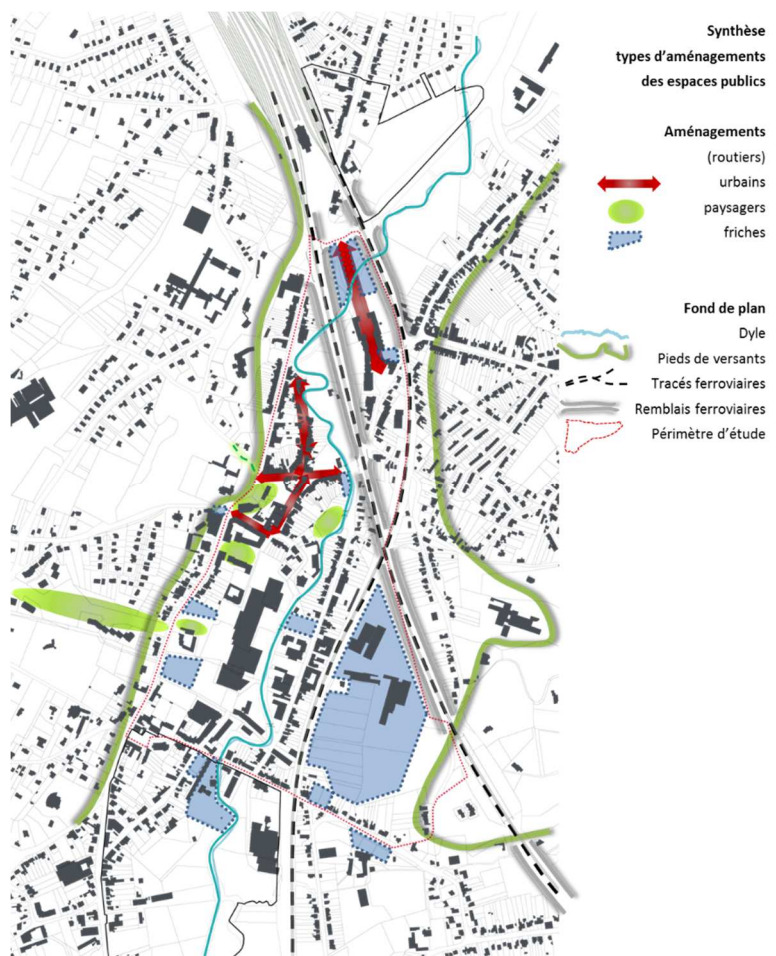 Synthèse
types d'aménagements
des espaces publics
Aménagements
(routiers)
urbains
paysagers
friches
Fond de plan
Dyle
Pieds de versants
Tracés ferroviaires
Remblais ferroviaires
Périmètre d'étude